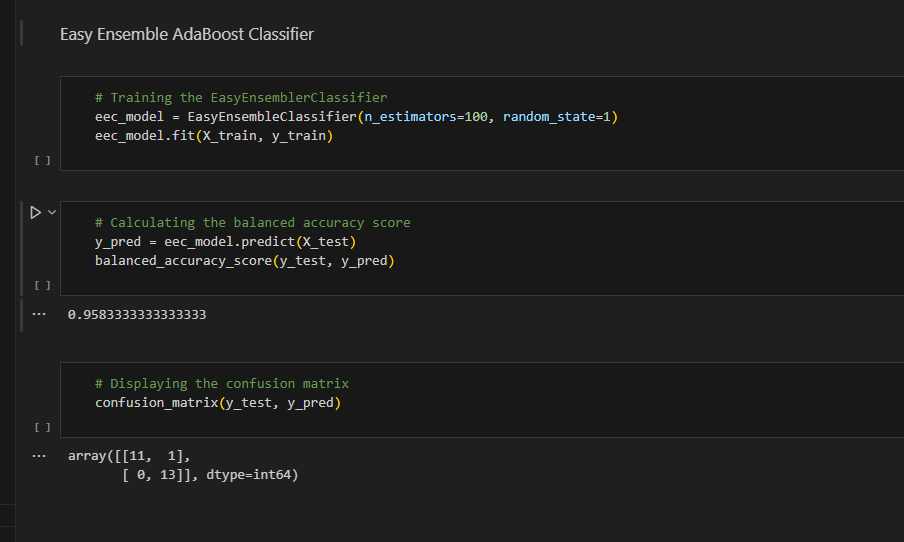 Easy Ensemble AdaBoost Classifier
# Training the EasyEnsemblerClassifier
eec_model = EasyEnsembleClassifier(n_estimators=100, random_state=1)
eec_model.fit(X_train, y_train)
[ ]
# Calculating the balanced accuracy score
y_pred = eec_model.predict(X_test)
balanced_accuracy_score(y_test, y_pred)
[ ]
... 0.9583333333333333
# Displaying the confusion matrix
confusion_matrix(y_test, y_pred)
[ ]
... array([[11,  1],
       [ 0, 13]], dtype=int64)